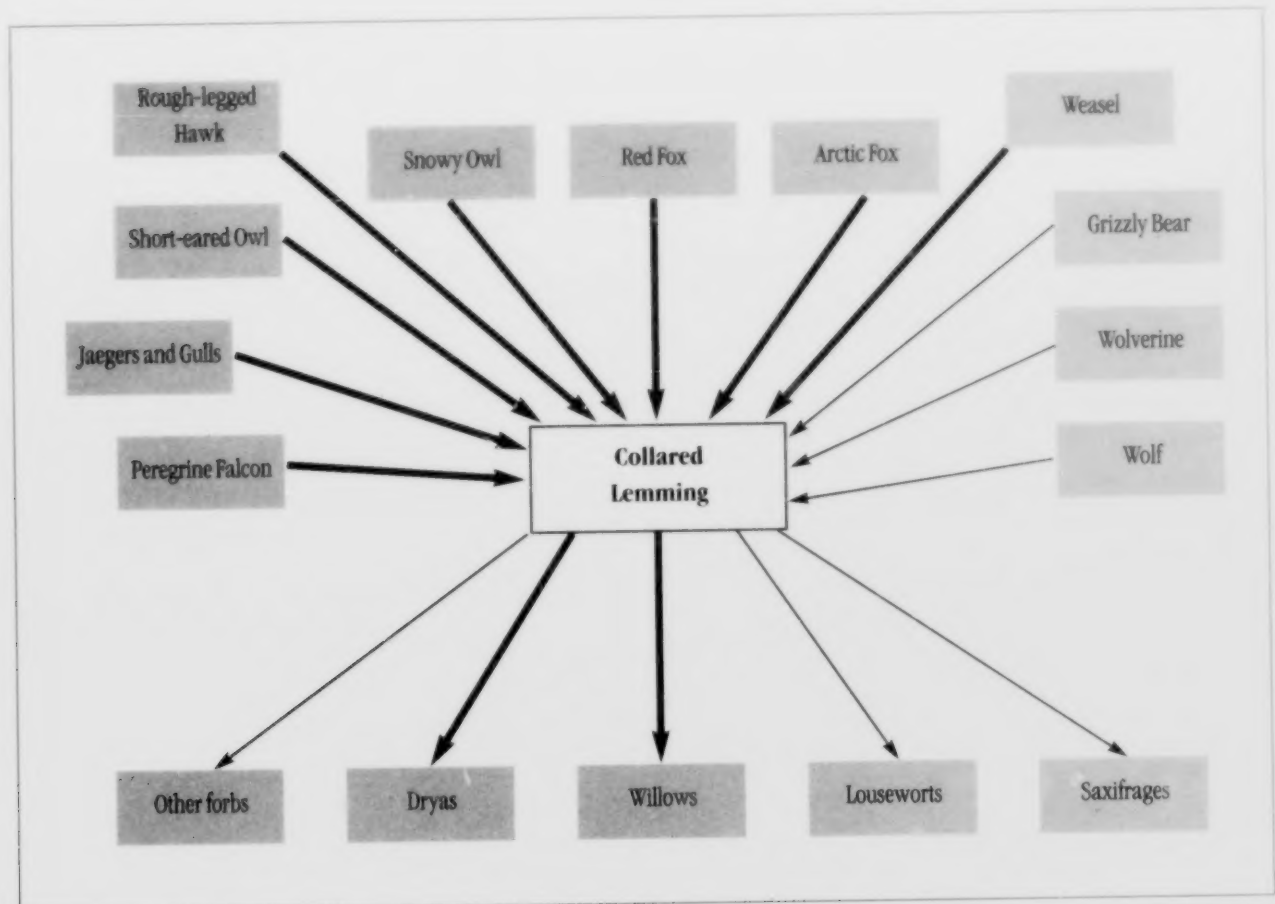 Rough-legged
Hawk
Snowy Owl
Red Fox
Arctic Fox
Weasel
Short-eared Owl
Grizzly Bear
Jaegers and Gulls
Wolverine
Peregrine Falcon
Collared
Lemming
Wolf
Other forbs
Dryas
Willows
Louseworts
Saxifrages